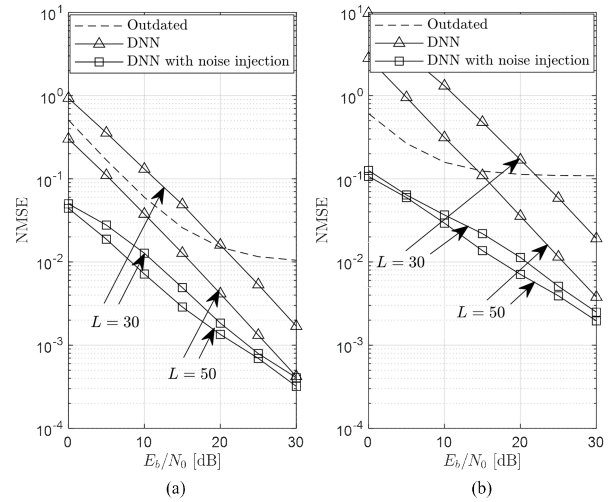 10^1
10^0
10^-1
10^-2
10^-3
10^-4
NMSE
Outdated
DNN
DNN with noise injection
L = 30
L = 50
0 10 20 30
E_b/N_0 [dB]
(a)
10^1
10^0
10^-1
10^-2
10^-3
10^-4
NMSE
Outdated
DNN
DNN with noise injection
L = 30
L = 50
0 10 20 30
E_b/N_0 [dB]
(b)